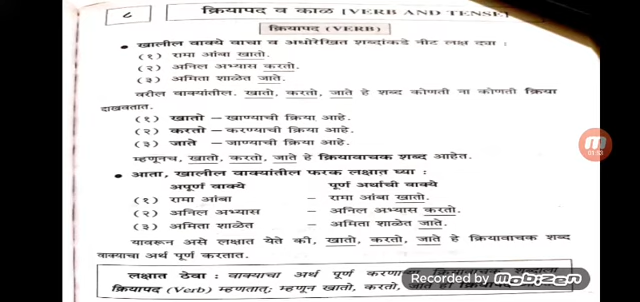 ८ क्रियापद व काळ [VERB AND TENSE]
क्रियापद (VERB)
• खालील वाक्ये वाचा व अधोरेखित शब्दांकडे नीट लक्ष द्या :
(१) रामा आंबा खातो.
(२) अनिल अभ्यास करतो.
(३) अमिता शाळेत जाते.
वरील वाक्यांतील. खातो, करतो, जाते हे शब्द कोणती ना कोणती क्रिया
दाखवतात.
(१) खातो – खाण्याची क्रिया आहे.
(२) करतो – करण्याची क्रिया आहे.
(३) जाते – जाण्याची क्रिया आहे.
म्हणूनच, खातो, करतो, जाते हे क्रियावाचक शब्द आहेत.
• आता, खालील वाक्यांतील फरक लक्षात घ्या :
अपूर्ण वाक्ये पूर्ण अर्थाची वाक्ये
(१) रामा आंबा – रामा आंबा खातो.
(२) अनिल अभ्यास – अनिल अभ्यास करतो.
(३) अमिता शाळेत – अमिता शाळेत जाते.
यावरून असे लक्षात येते की, खातो, करतो, जाते हे क्रियावाचक शब्द
वाक्याचा अर्थ पूर्ण करतात.
लक्षात ठेवा : वाक्याचा अर्थ पूर्ण करणाऱ्या
क्रियापद (Verb) म्हणतात; म्हणून खातो, करतो, जाते ही
01:03
Recorded by mobizen